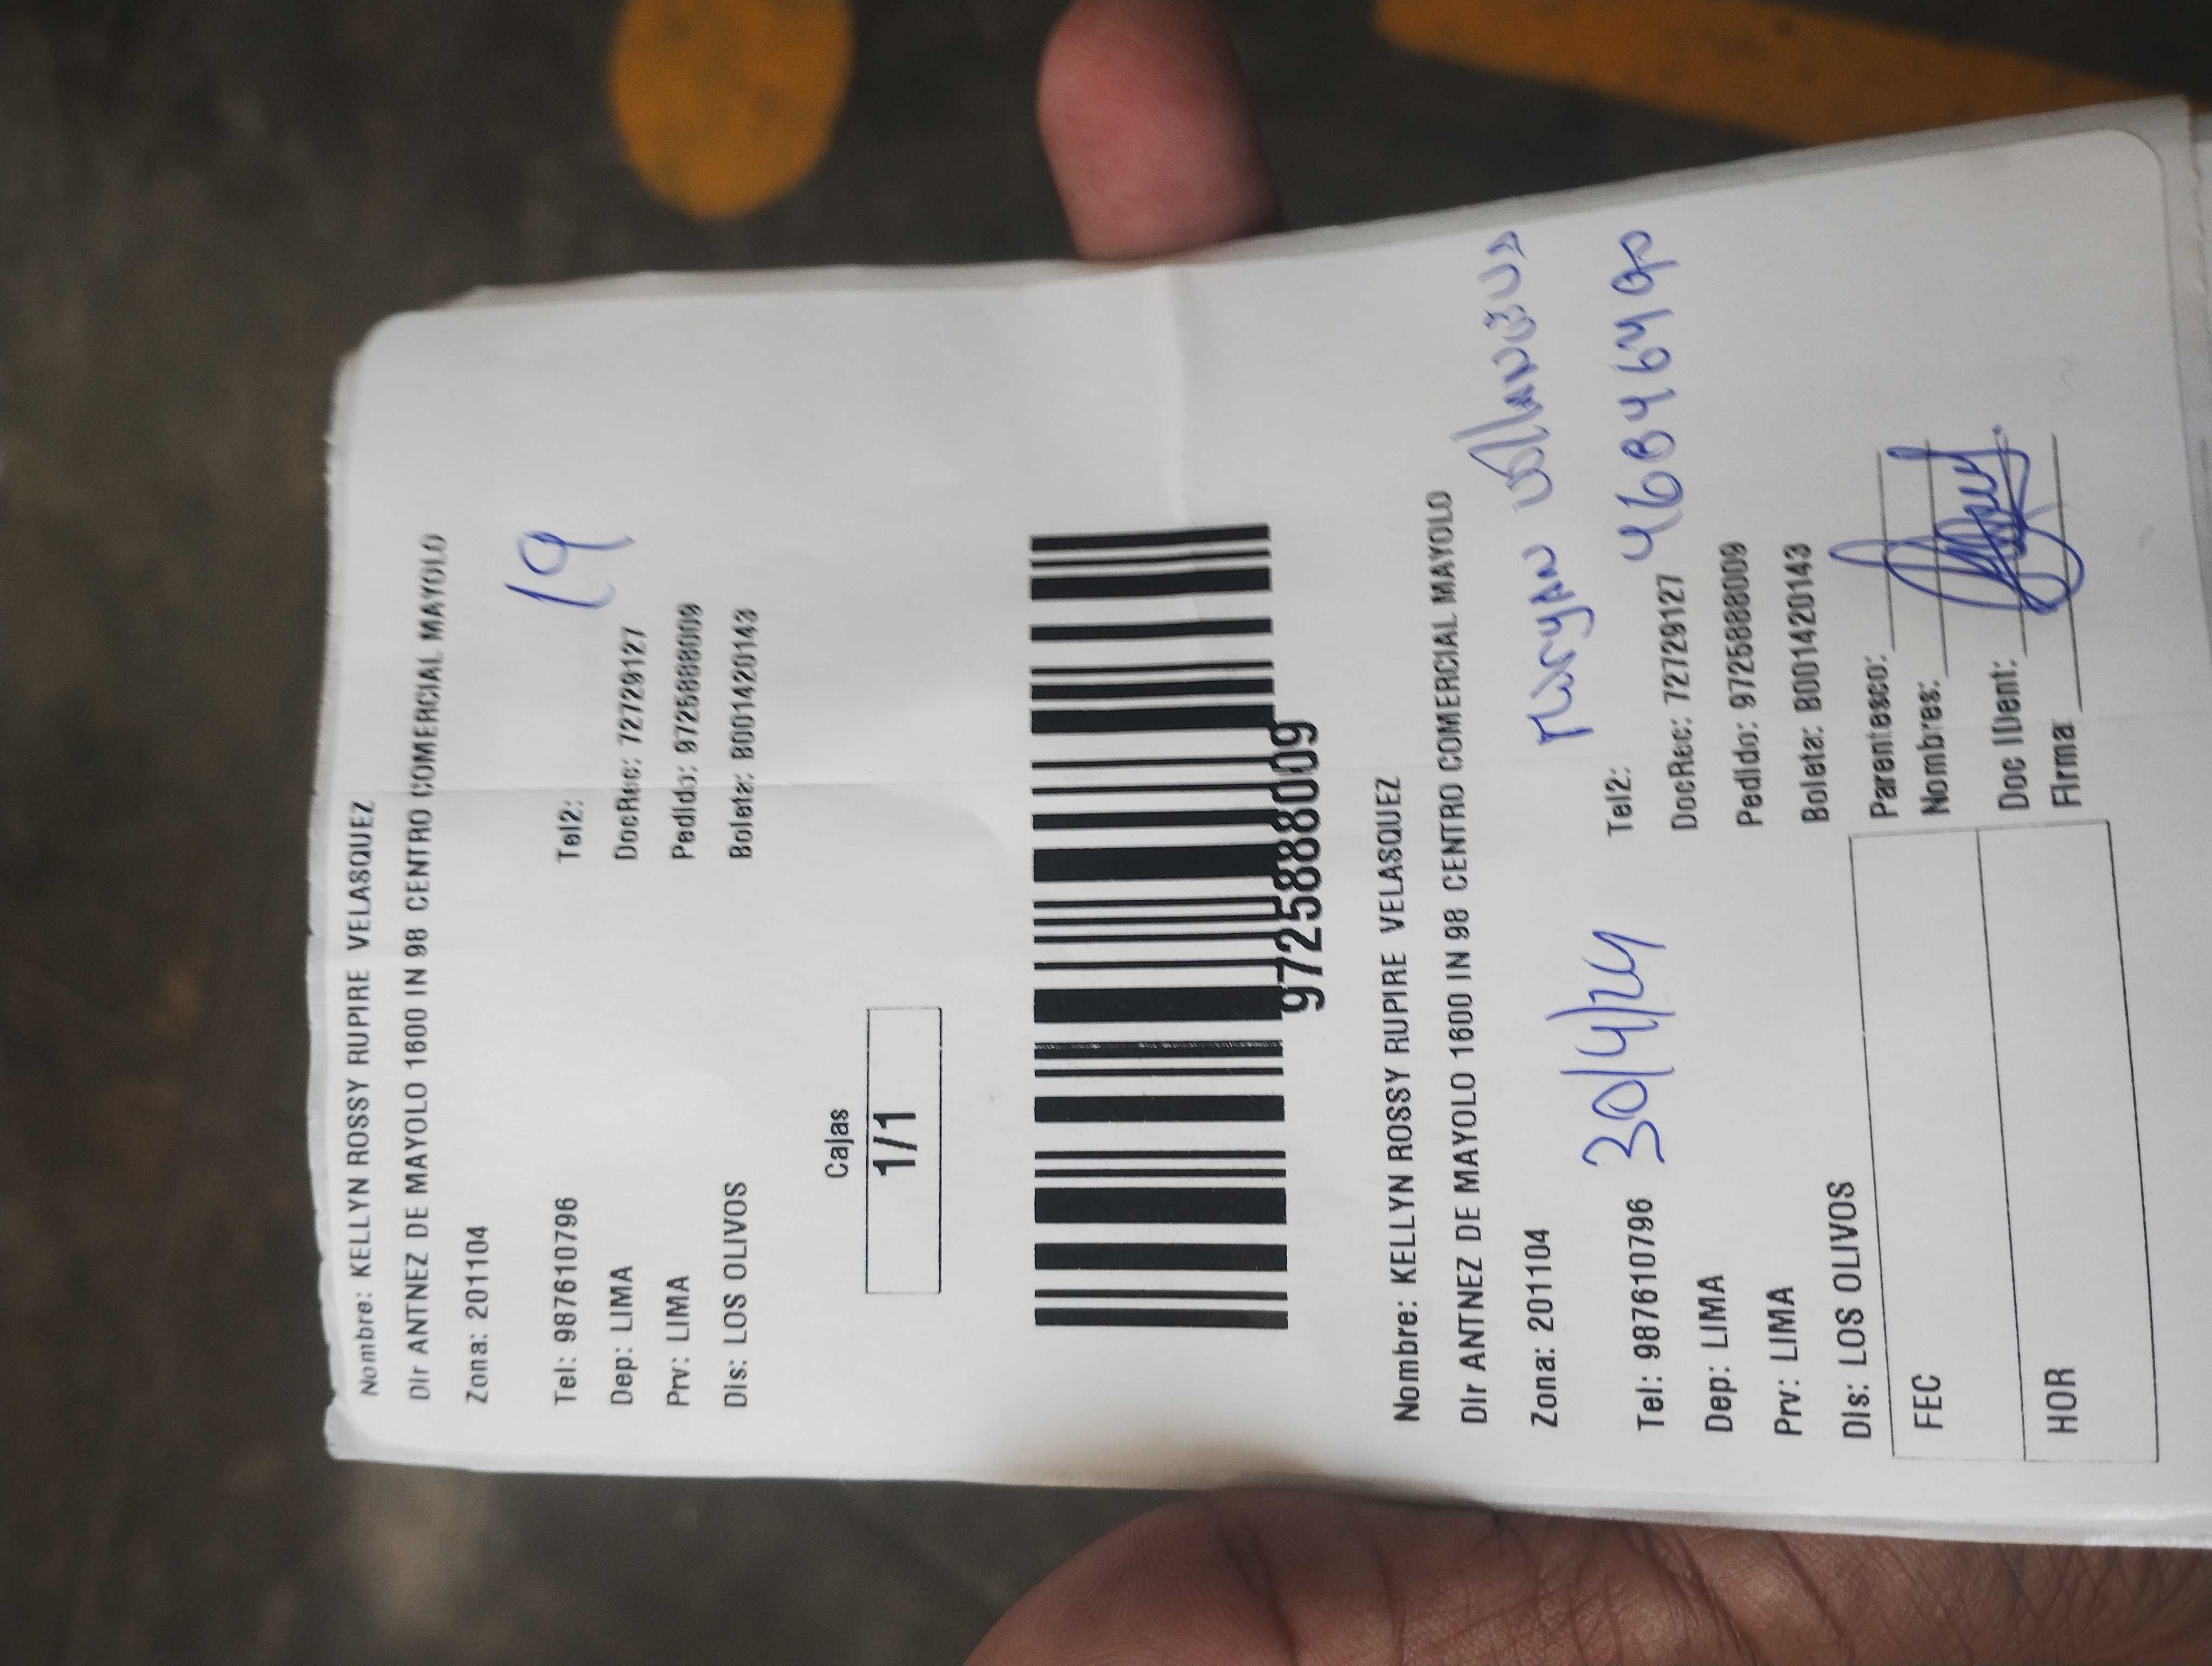 Nombre: KELLYN ROSSY RUPIRE VELASQUEZ
Dir ANTNEZ DE MAYOLO 1600 IN 98 CENTRO COMERCIAL MAYOLO
Zona: 201104
19
Tel: 987610796 Tel2:
Dep: LIMA DocRec: 72729127
Prv: LIMA Pedido: 9725888009
Dis: LOS OLIVOS Boleta: B001420143
Cajas
1/1
9725888009
Nombre: KELLYN ROSSY RUPIRE VELASQUEZ
Dir ANTNEZ DE MAYOLO 1600 IN 98 CENTRO COMERCIAL MAYOLO
Zona: 201104
Tel: 987610796 30/4/24 Tel2:
Dep: LIMA DocRec: 72729127
Prv: LIMA Pedido: 9725888009
Dis: LOS OLIVOS Boleta: B001420143
FEC Parentesco:
Nombres:
HOR Doc IDent:
Firma